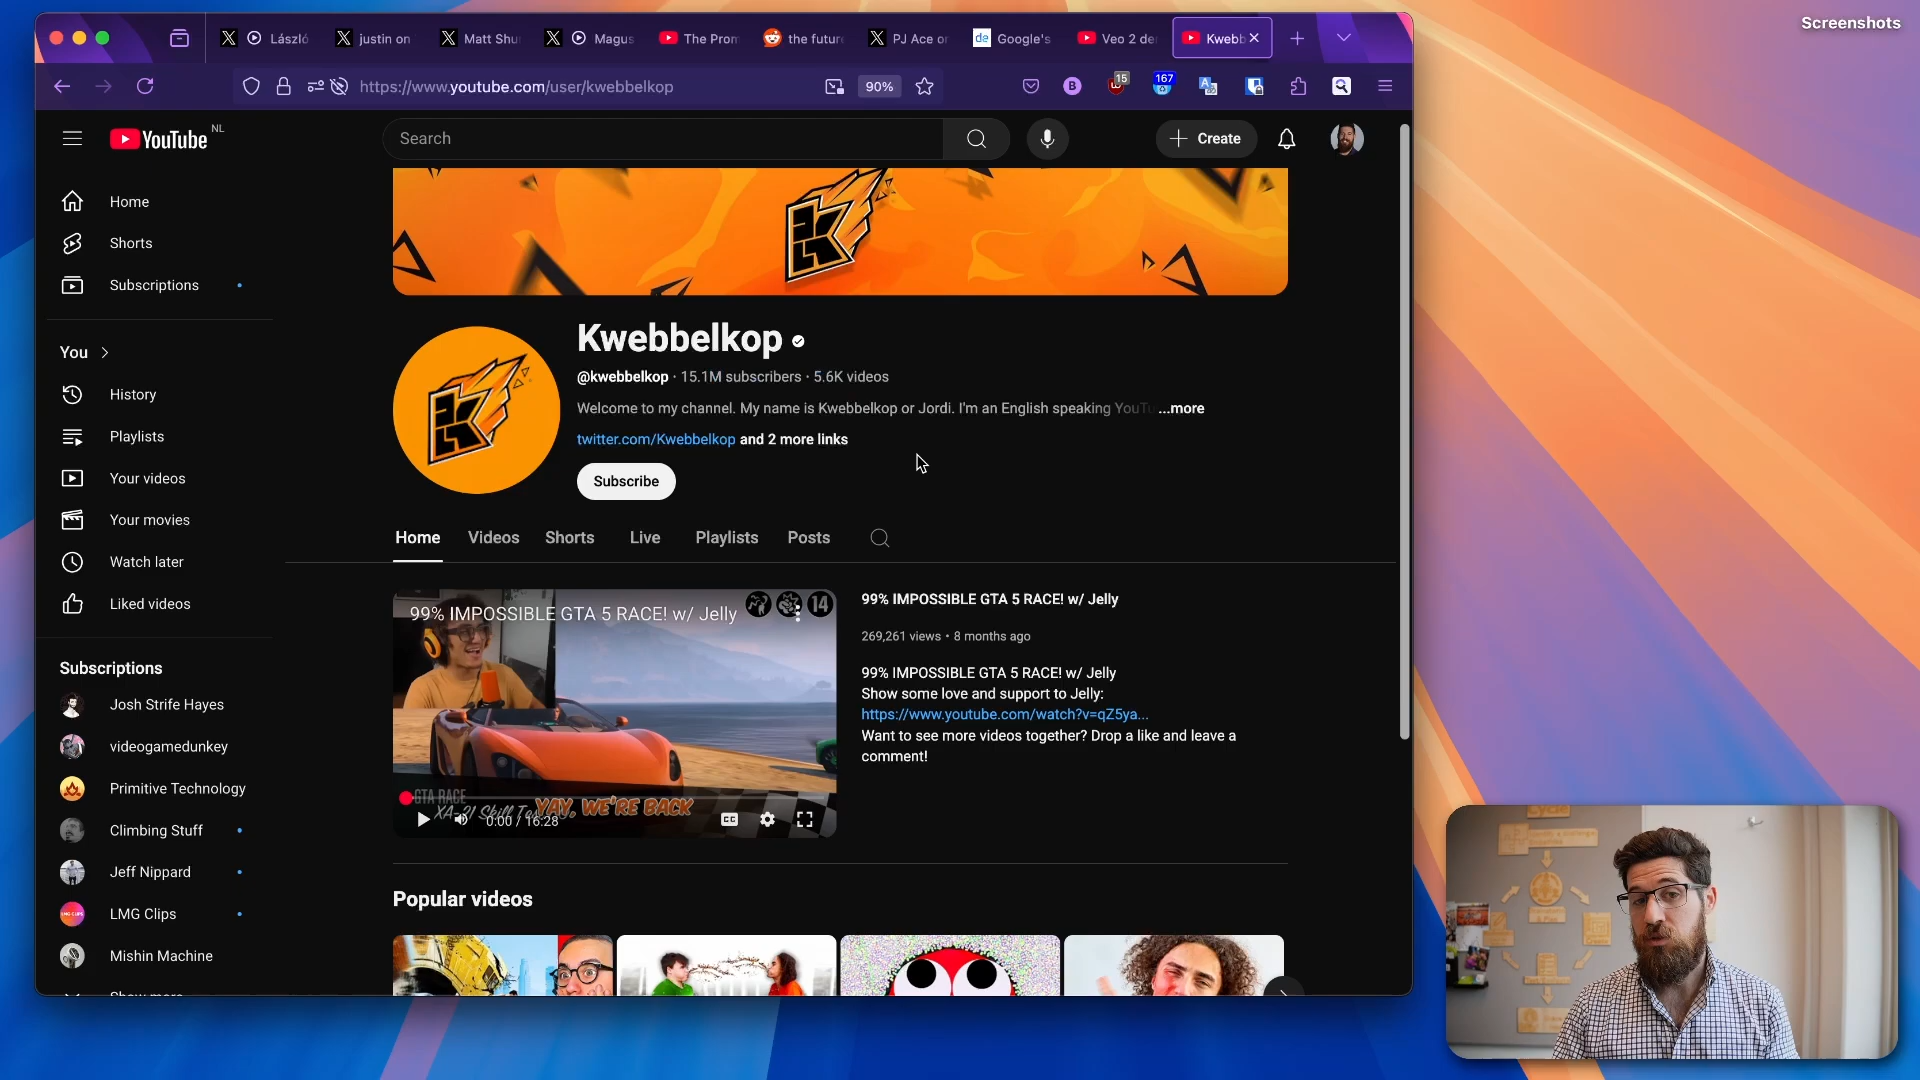 Screenshots
László
justin on
Matt Shu
Magus
The Prom
the future
PJ Ace or
Google's
Veo 2 de
Kwebb
https://www.youtube.com/user/kwebbelkop
90%
15
167
YouTube NL
Search
Create
Home
Shorts
Subscriptions
You
History
Playlists
Your videos
Your movies
Watch later
Liked videos
Subscriptions
Josh Strife Hayes
videogamedunkey
Primitive Technology
Climbing Stuff
Jeff Nippard
LMG Clips
Mishin Machine
Show more
Kwebbelkop
@kwebbelkop · 15.1M subscribers · 5.6K videos
Welcome to my channel. My name is Kwebbelkop or Jordi. I'm an English speaking YouTu ...more
twitter.com/Kwebbelkop and 2 more links
Subscribe
Home
Videos
Shorts
Live
Playlists
Posts
99% IMPOSSIBLE GTA 5 RACE! w/ Jelly
14
GTA RACE
YAY, WE'RE BACK
0:00 / 16:28
CC
99% IMPOSSIBLE GTA 5 RACE! w/ Jelly
269,261 views • 8 months ago
99% IMPOSSIBLE GTA 5 RACE! w/ Jelly
Show some love and support to Jelly:
https://www.youtube.com/watch?v=qZ5ya...
Want to see more videos together? Drop a like and leave a
comment!
Popular videos